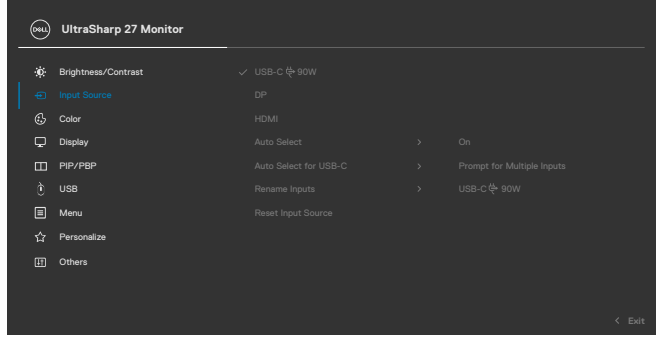 DELL UltraSharp 27 Monitor
Brightness/Contrast ✓ USB-C 90W
Input Source DP
Color HDMI
Display Auto Select > On
PIP/PBP Auto Select for USB-C > Prompt for Multiple Inputs
USB Rename Inputs > USB-C 90W
Menu Reset Input Source
Personalize
Others
< Exit